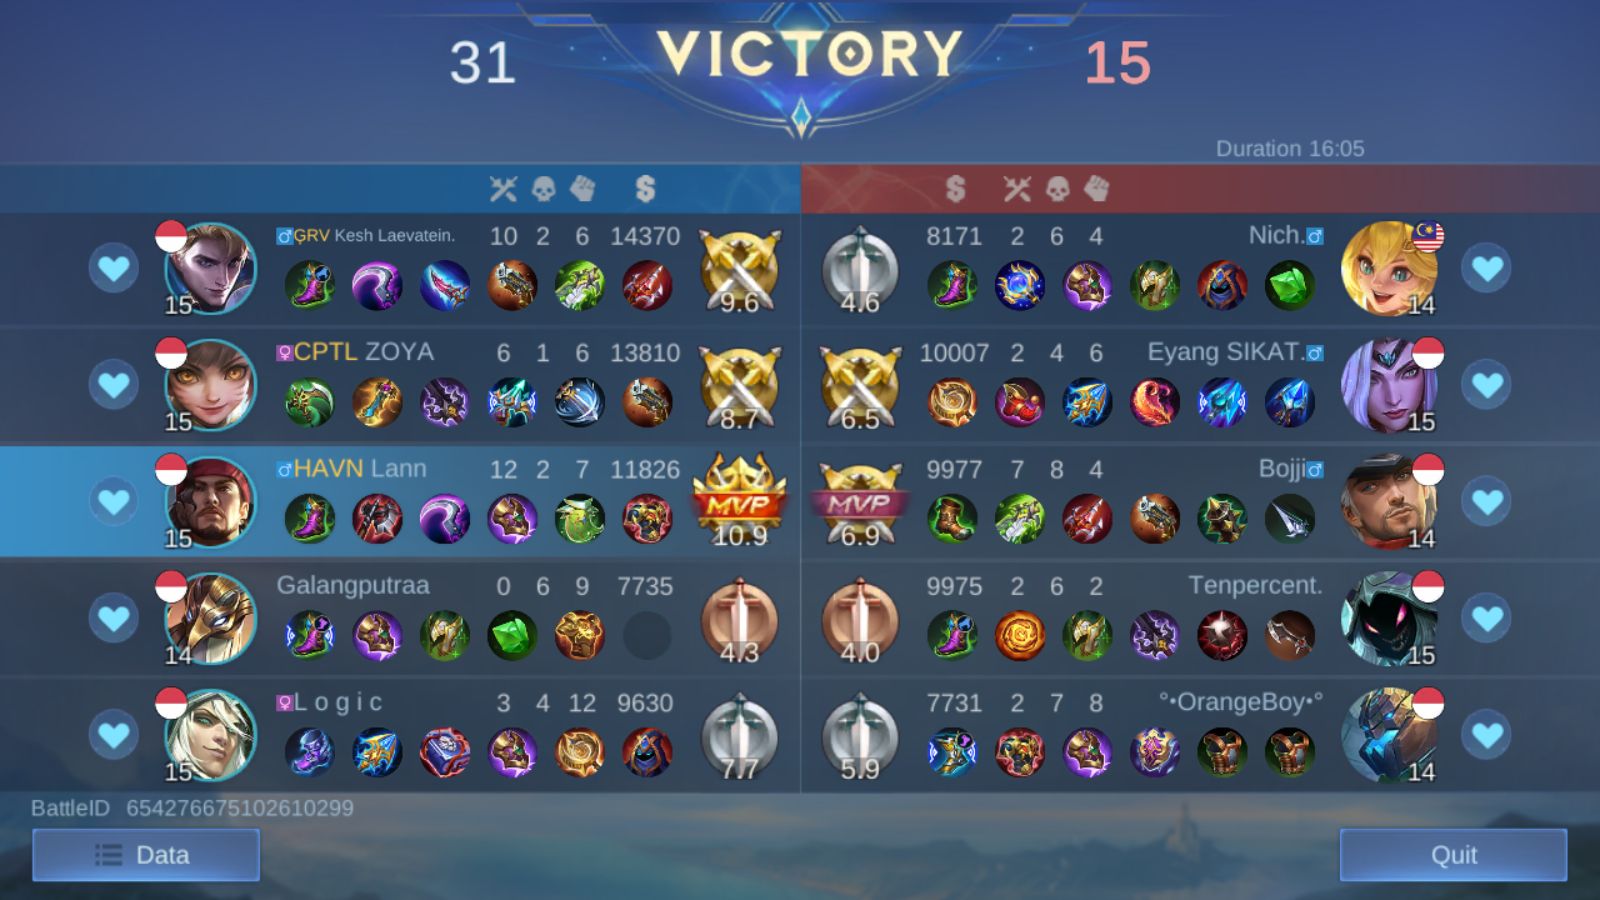 31 VICTORY 15
Duration 16:05
GRV Kesh Laevatein. 10 2 6 14370
15 9.6
8171 2 6 4 Nich.
4.6 14
CPTL ZOYA 6 1 6 13810
15 8.7
10007 2 4 6 Eyang SIKAT.
6.5 15
HAVN Lann 12 2 7 11826
MVP
15 10.9
9977 7 8 4 Bojji
MVP
6.9 14
Galangputraa 0 6 9 7735
14 4.3
9975 2 6 2 Tenpercent.
4.0 15
L o g i c 3 4 12 9630
15 7.7
7731 2 7 8 °•OrangeBoy•°
5.9 14
BattleID 654276675102610299
Data
Quit